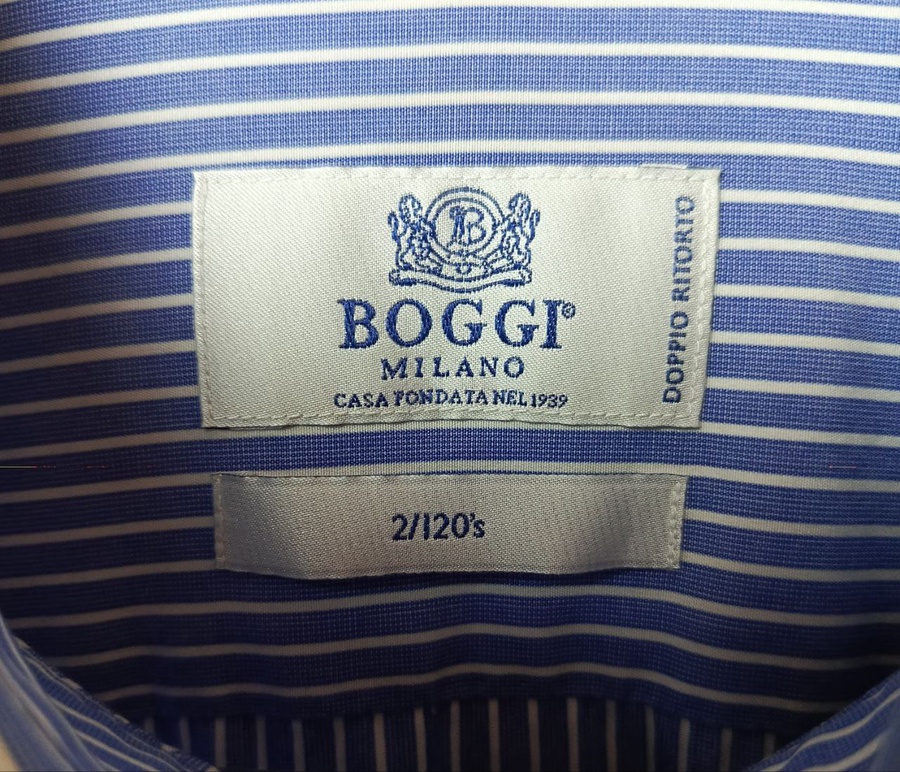 B
BOGGI®
MILANO
CASA FONDATA NEL 1939
DOPPIO RITORTO
2/120's